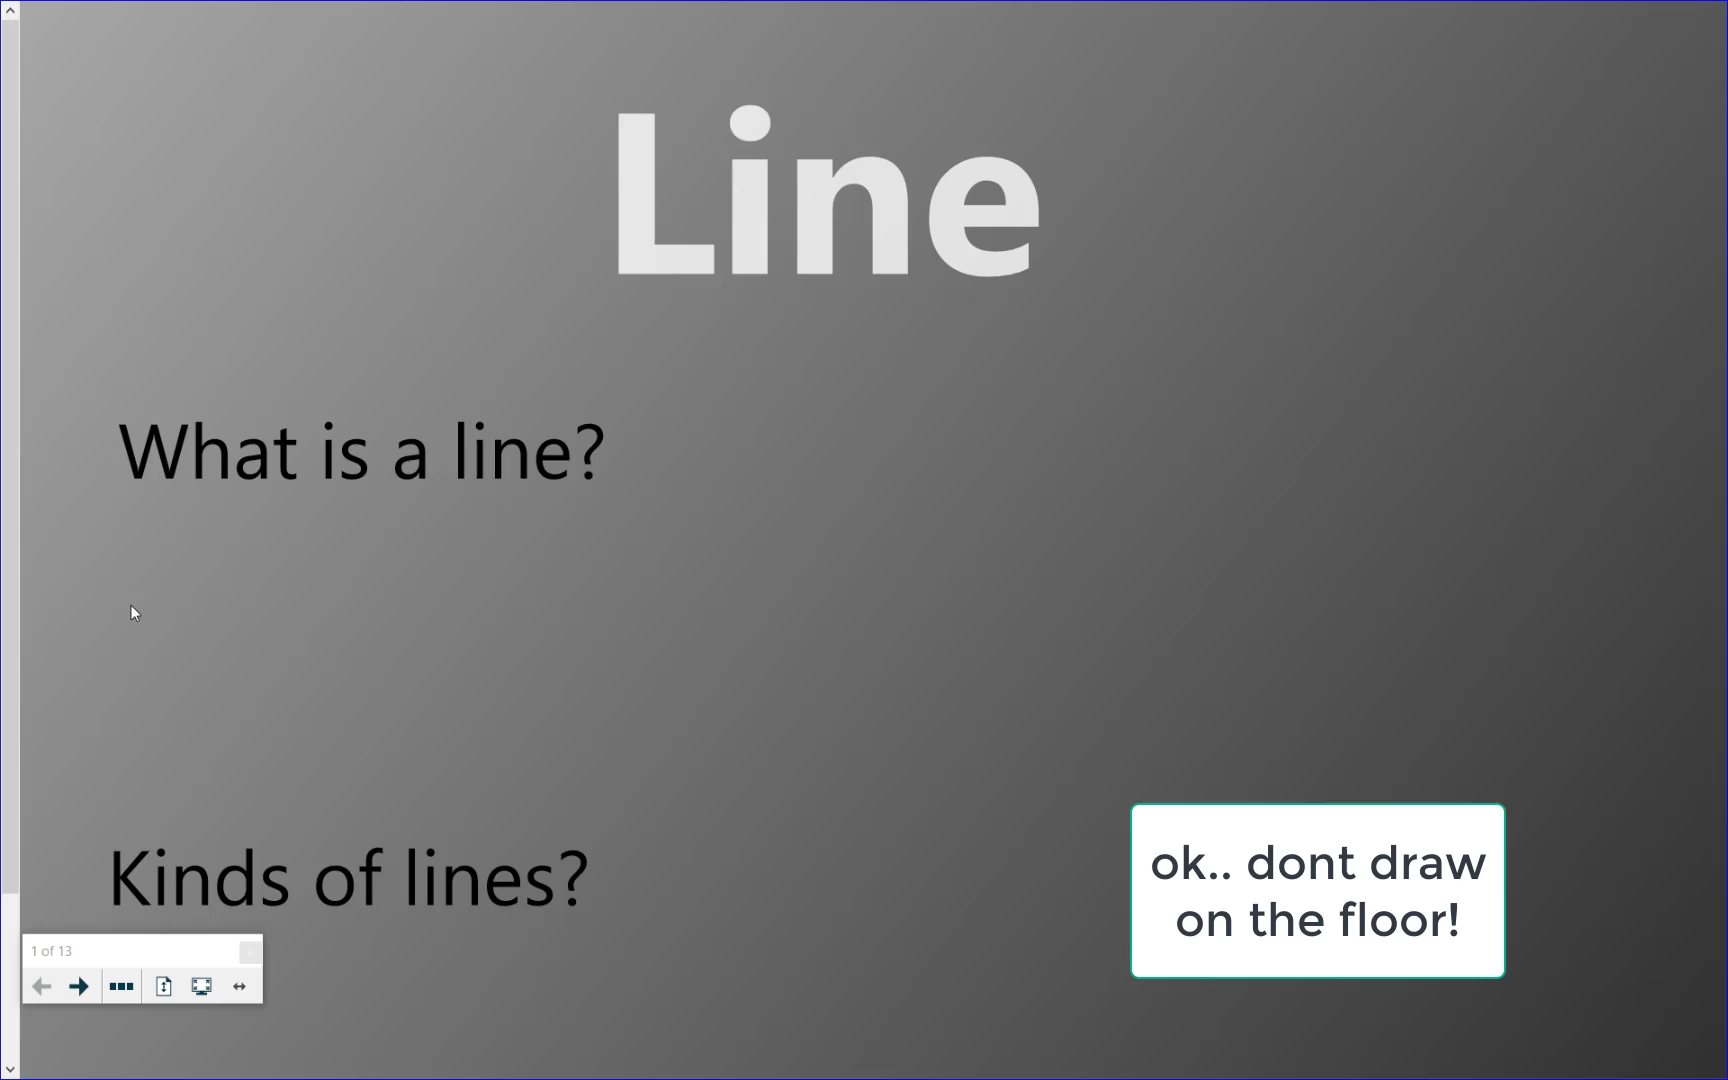 Line
What is a line?
Kinds of lines?
ok.. dont draw
on the floor!
1 of 13